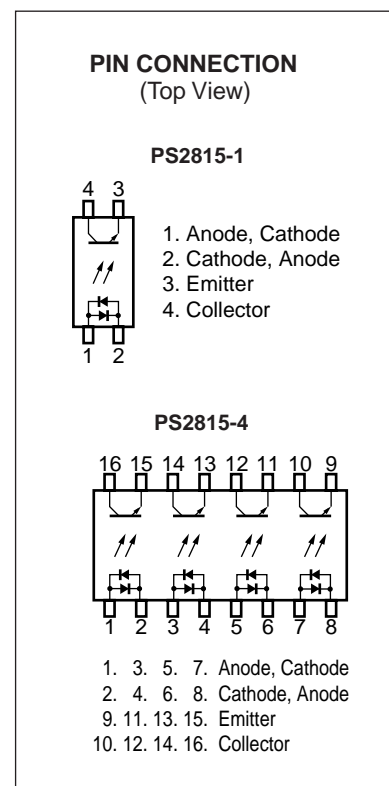 PIN CONNECTION
(Top View)
PS2815-1
4 3
1. Anode, Cathode
2. Cathode, Anode
3. Emitter
4. Collector
1 2
PS2815-4
16 15 14 13 12 11 10 9
1 2 3 4 5 6 7 8
1. 3. 5. 7. Anode, Cathode
2. 4. 6. 8. Cathode, Anode
9. 11. 13. 15. Emitter
10. 12. 14. 16. Collector